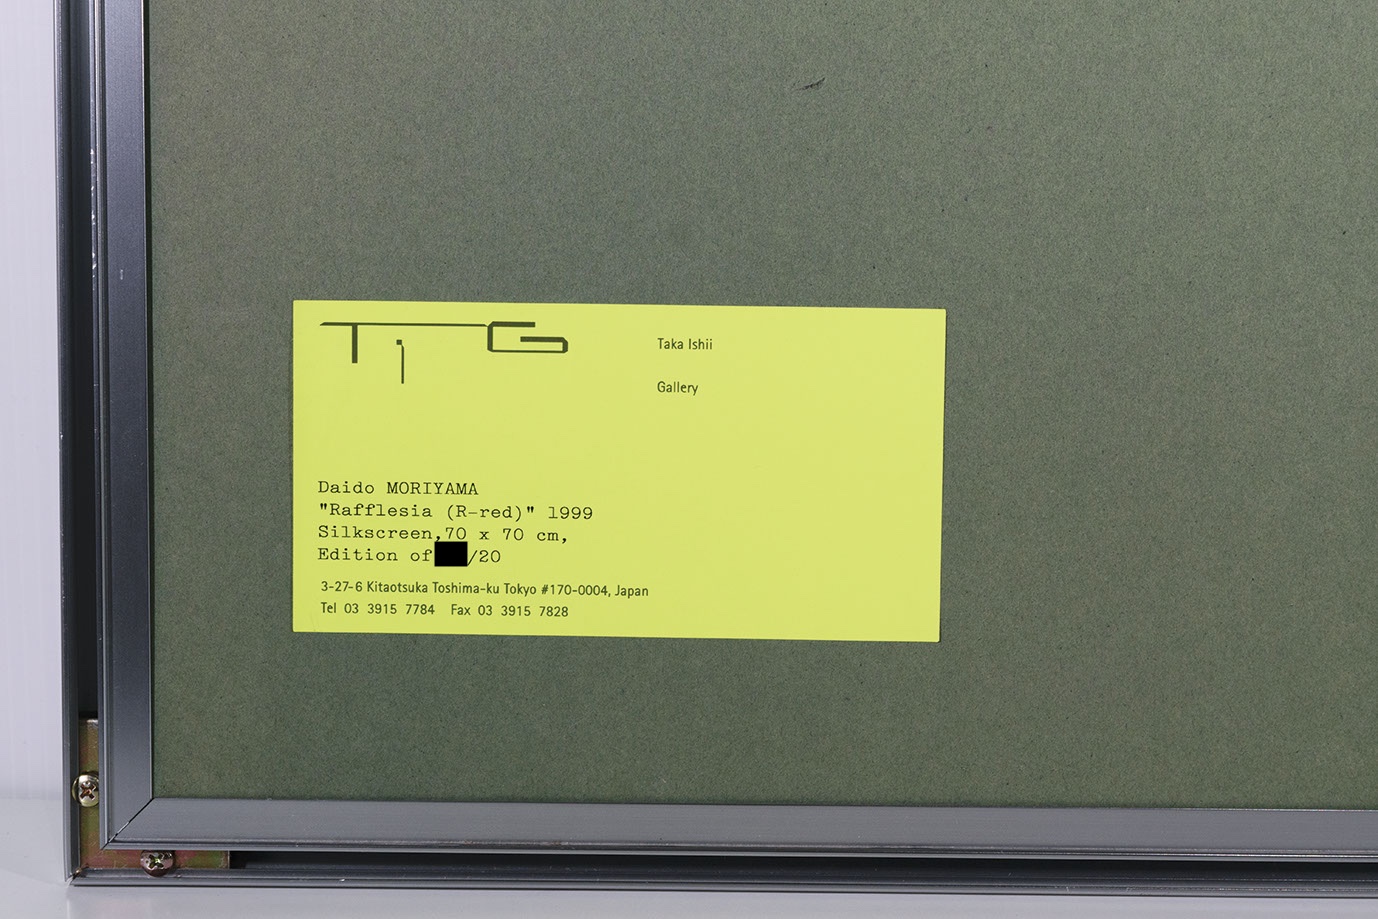 TiG
Taka Ishii
Gallery
Daido MORIYAMA
"Rafflesia (R-red)" 1999
Silkscreen,70 x 70 cm,
Edition of /20
3-27-6 Kitaotsuka Toshima-ku Tokyo #170-0004, Japan
Tel 03 3915 7784 Fax 03 3915 7828